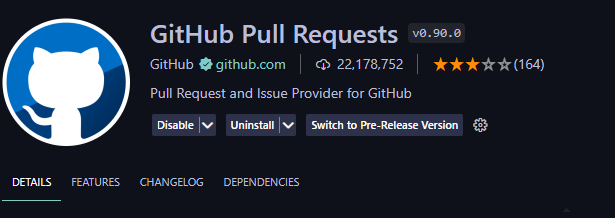 GitHub Pull Requests v0.90.0
GitHub github.com 22,178,752 (164)
Pull Request and Issue Provider for GitHub
Disable Uninstall Switch to Pre-Release Version
DETAILS FEATURES CHANGELOG DEPENDENCIES